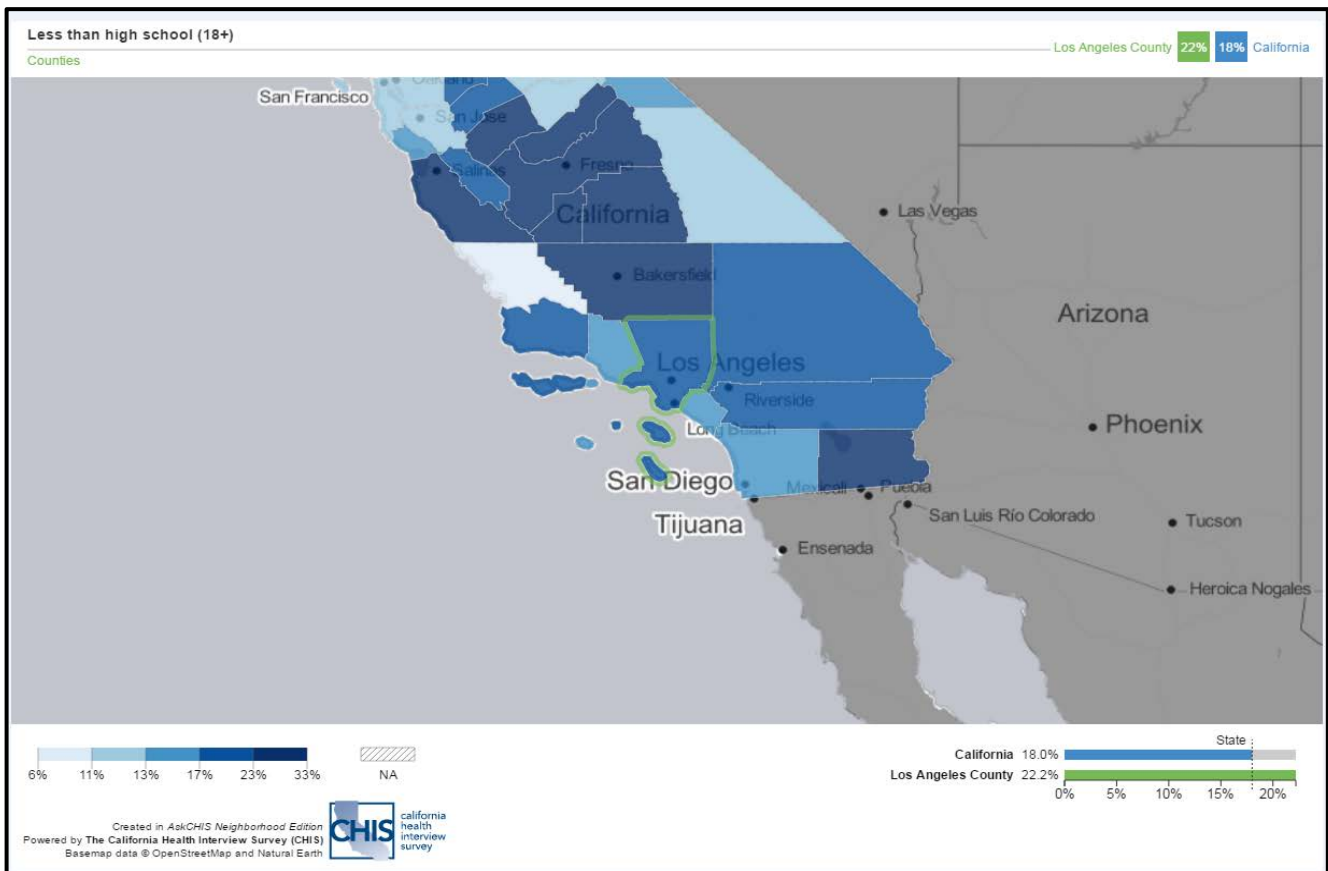 Less than high school (18+)
Counties
Los Angeles County 22% 18% California
Oakland
San Francisco
San Jose
Salinas
Fresno
California
Las Vegas
Bakersfield
Arizona
Los Angeles
Riverside
Long Beach
Phoenix
San Diego
Mexicali
Puebla
Tijuana
San Luis Río Colorado
Tucson
Ensenada
Heroica Nogales
6% 11% 13% 17% 23% 33%
NA
State
California 18.0%
Los Angeles County 22.2%
0% 5% 10% 15% 20%
Created in AskCHIS Neighborhood Edition
Powered by The California Health Interview Survey (CHIS)
Basemap data © OpenStreetMap and Natural Earth
CHIS
california
health
interview
survey